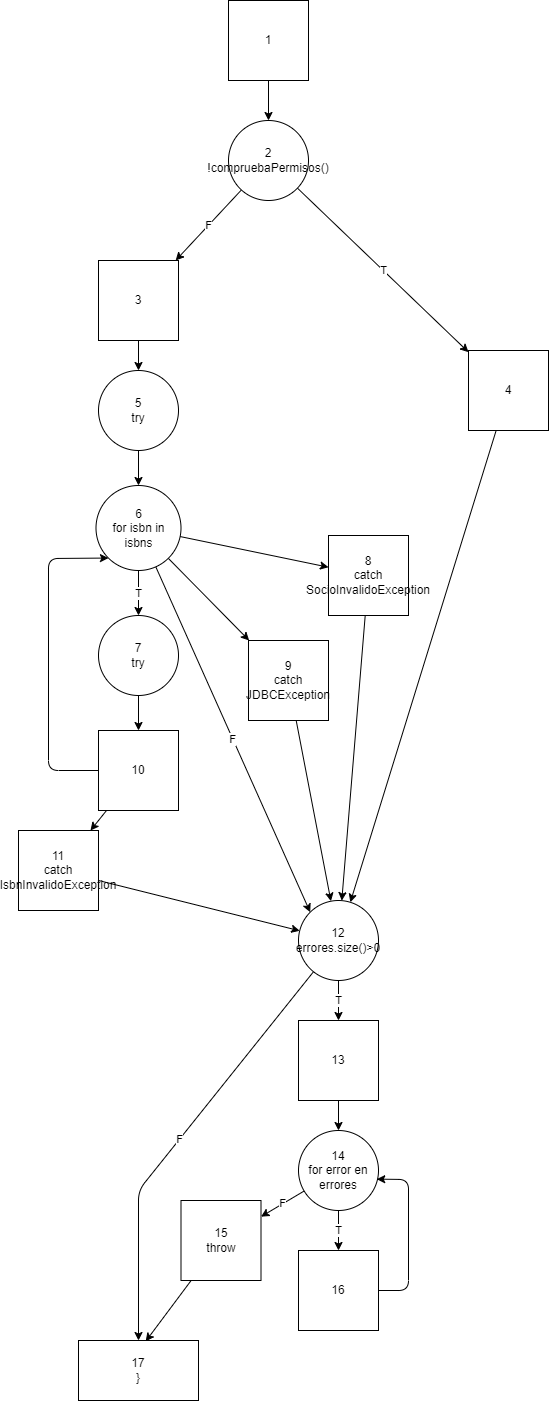 1
2
!compruebaPermisos()
F
T
3
4
5
try
6
for isbn in
isbns
8
catch
SocioInvalidoException
T
7
try
9
catch
JDBCException
F
10
11
catch
IsbnInvalidoException
12
errores.size()>0
T
13
F
14
for error en
errores
F
T
15
throw
16
17
}